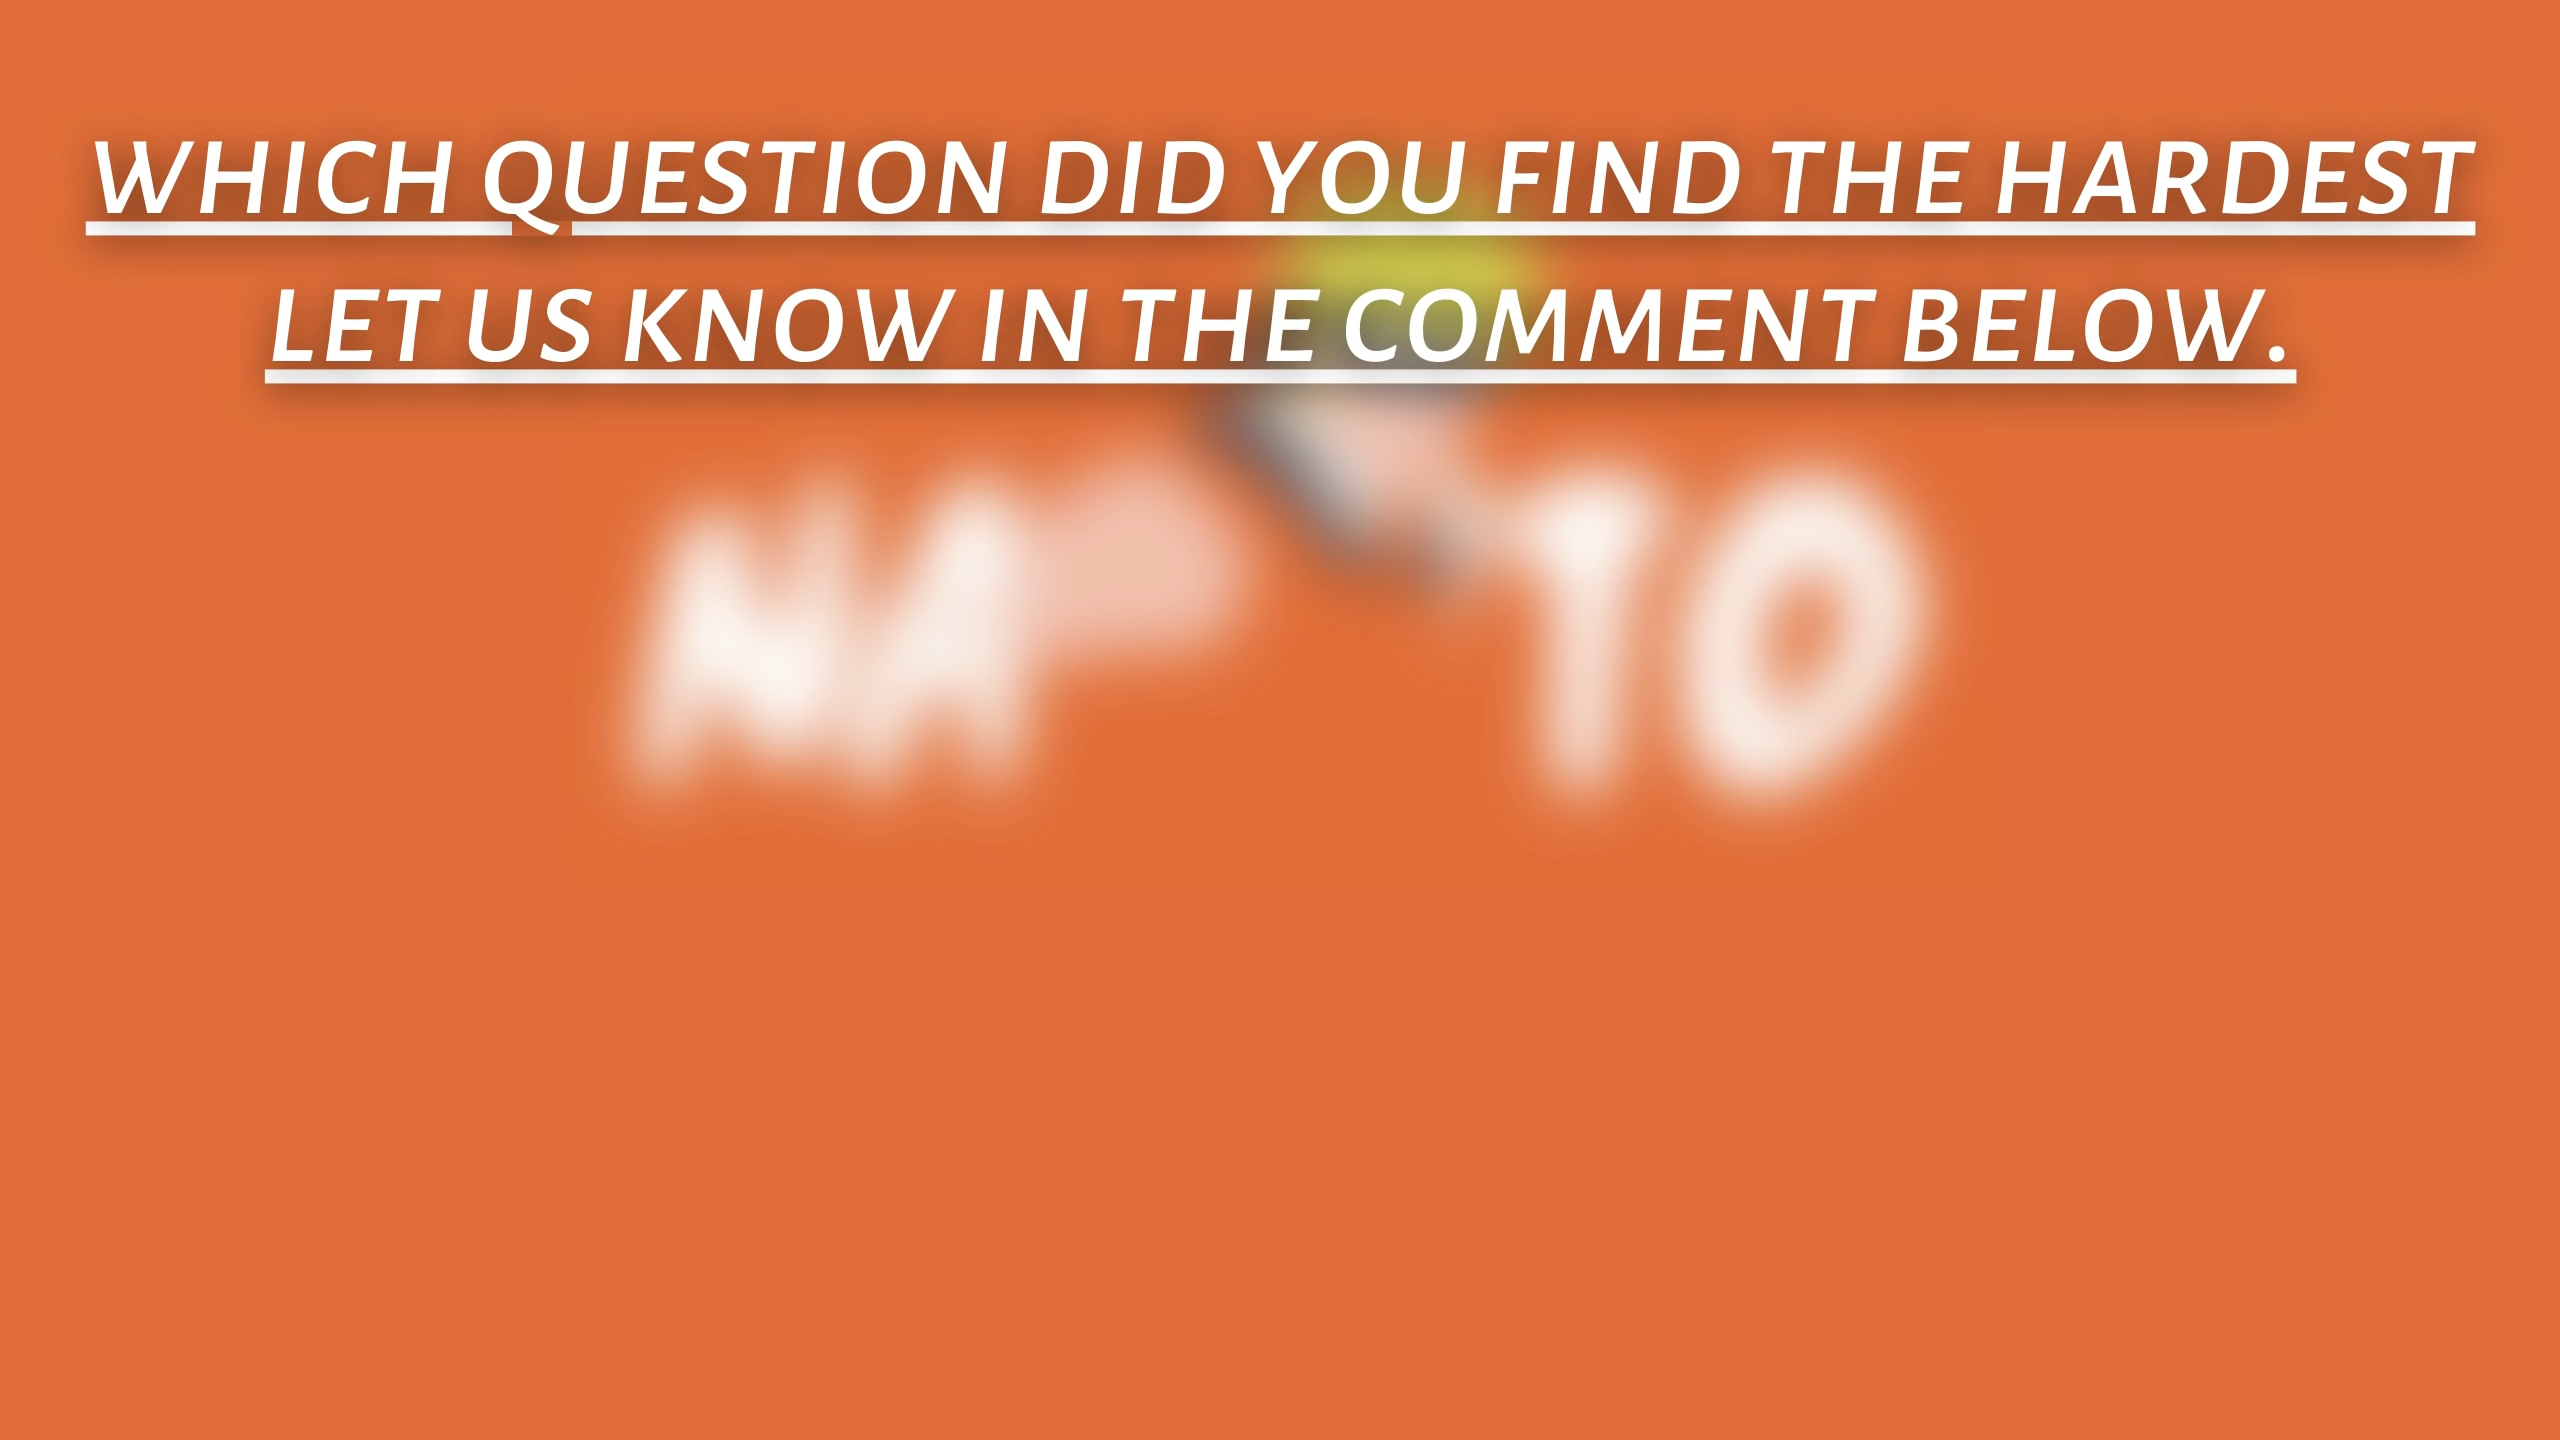 WHICH QUESTION DID YOU FIND THE HARDEST
LET US KNOW IN THE COMMENT BELOW.